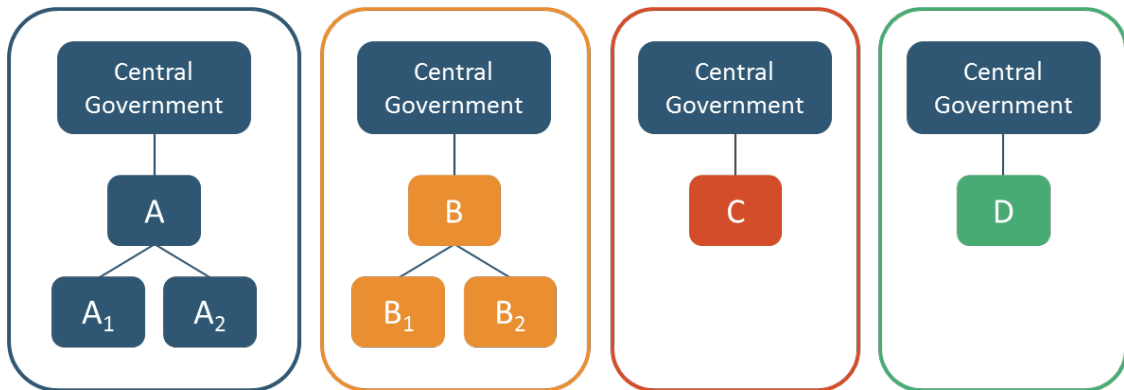 Central
Government
A
A₁
A₂
Central
Government
B
B₁
B₂
Central
Government
C
Central
Government
D